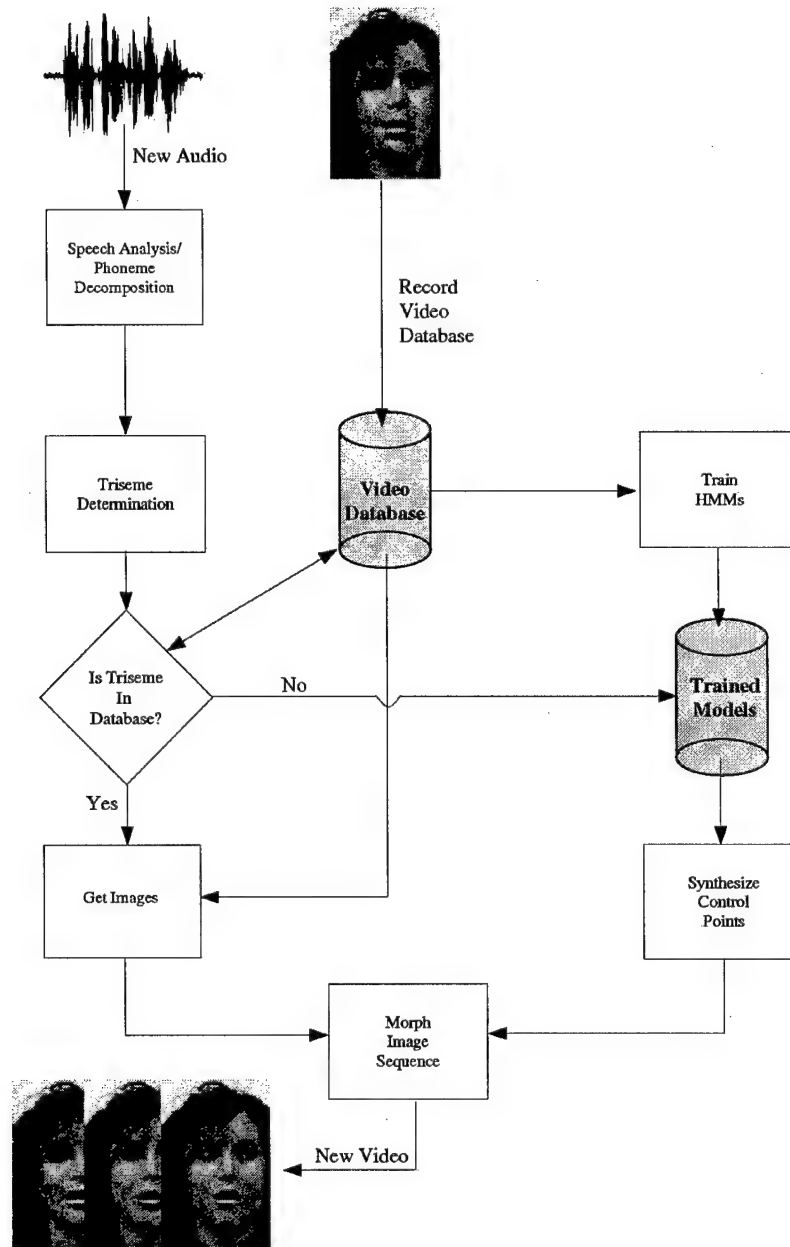 New Audio
Speech Analysis/
Phoneme
Decomposition
Record
Video
Database
Triseme
Determination
Video
Database
Train
HMMs
Is Triseme
In
Database?
No
Trained
Models
Yes
Get Images
Synthesize
Control
Points
Morph
Image
Sequence
New Video